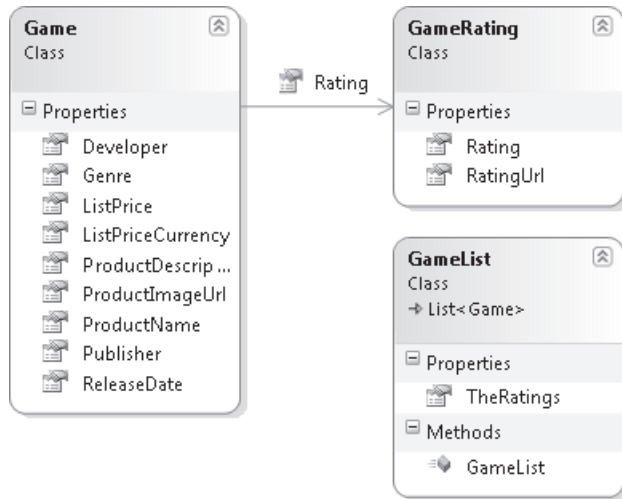 Game
Class
Properties
Developer
Genre
ListPrice
ListPriceCurrency
ProductDescrip ...
ProductImageUrl
ProductName
Publisher
ReleaseDate
Rating
GameRating
Class
Properties
Rating
RatingUrl
GameList
Class
List<Game>
Properties
TheRatings
Methods
GameList